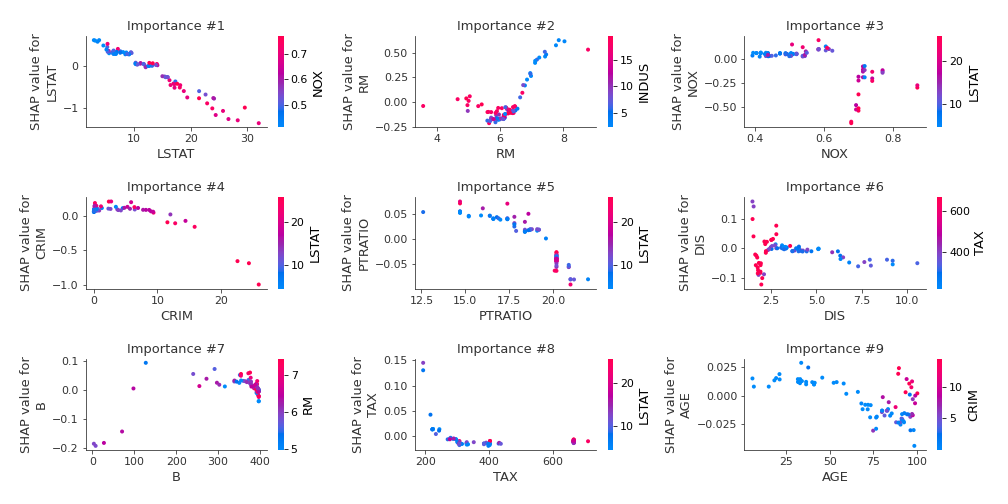 Importance #1
SHAP value for
LSTAT
0
−1
10
20
30
LSTAT
0.7
0.6
0.5
NOX
Importance #2
SHAP value for
RM
0.50
0.25
0.00
−0.25
4
6
8
RM
15
10
5
INDUS
Importance #3
SHAP value for
NOX
0.00
−0.25
−0.50
0.4
0.6
0.8
NOX
20
10
LSTAT
Importance #4
SHAP value for
CRIM
0.0
−0.5
−1.0
0
10
20
CRIM
20
10
LSTAT
Importance #5
SHAP value for
PTRATIO
0.05
0.00
−0.05
12.5
15.0
17.5
20.0
PTRATIO
20
10
LSTAT
Importance #6
SHAP value for
DIS
0.1
0.0
−0.1
2.5
5.0
7.5
10.0
DIS
600
400
TAX
Importance #7
SHAP value for
B
0.1
0.0
−0.1
−0.2
0
100
200
300
400
B
7
6
5
RM
Importance #8
SHAP value for
TAX
0.15
0.10
0.05
0.00
200
400
600
TAX
20
10
LSTAT
Importance #9
SHAP value for
AGE
0.025
0.000
−0.025
25
50
75
100
AGE
10
5
CRIM